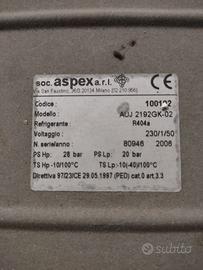 soc. aspex a.r.l.
Via San Faustino, 36/B 20134 Milano
Codice : 100102
Modello : AUJ 2192GK-02
Refrigerante : R404a
Voltaggio : 230/1/50
N. serie/anno : 80946 2006
PS Hp: 28 bar PS Lp: 20 bar
TS Hp -10/100°C TS Lp -10(-40)/100°C
Direttiva 97/23/CE 29.05.1997 (PED) cat.0 art.3.3
subito